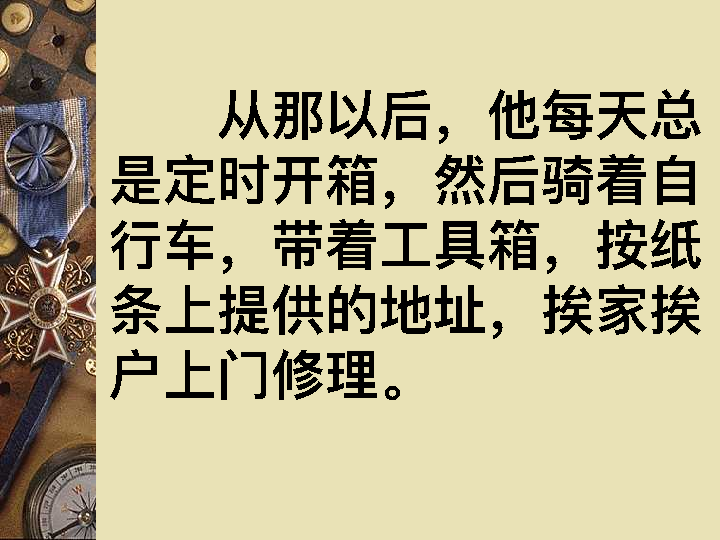 从那以后，他每天总
是定时开箱，然后骑着自
行车，带着工具箱，按纸
条上提供的地址，挨家挨
户上门修理。